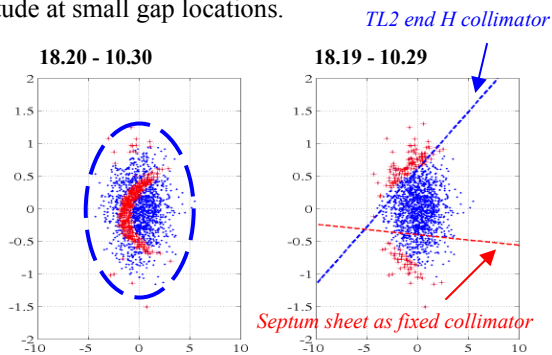 tude at small gap locations.
TL2 end H collimator
18.20 - 10.30
18.19 - 10.29
2
1.5
1
0.5
0
-0.5
-1
-1.5
-2
-10 -5 0 5 10
2
1.5
1
0.5
0
-0.5
-1
-1.5
-2
-10 -5 0 5 10
Septum sheet as fixed collimator